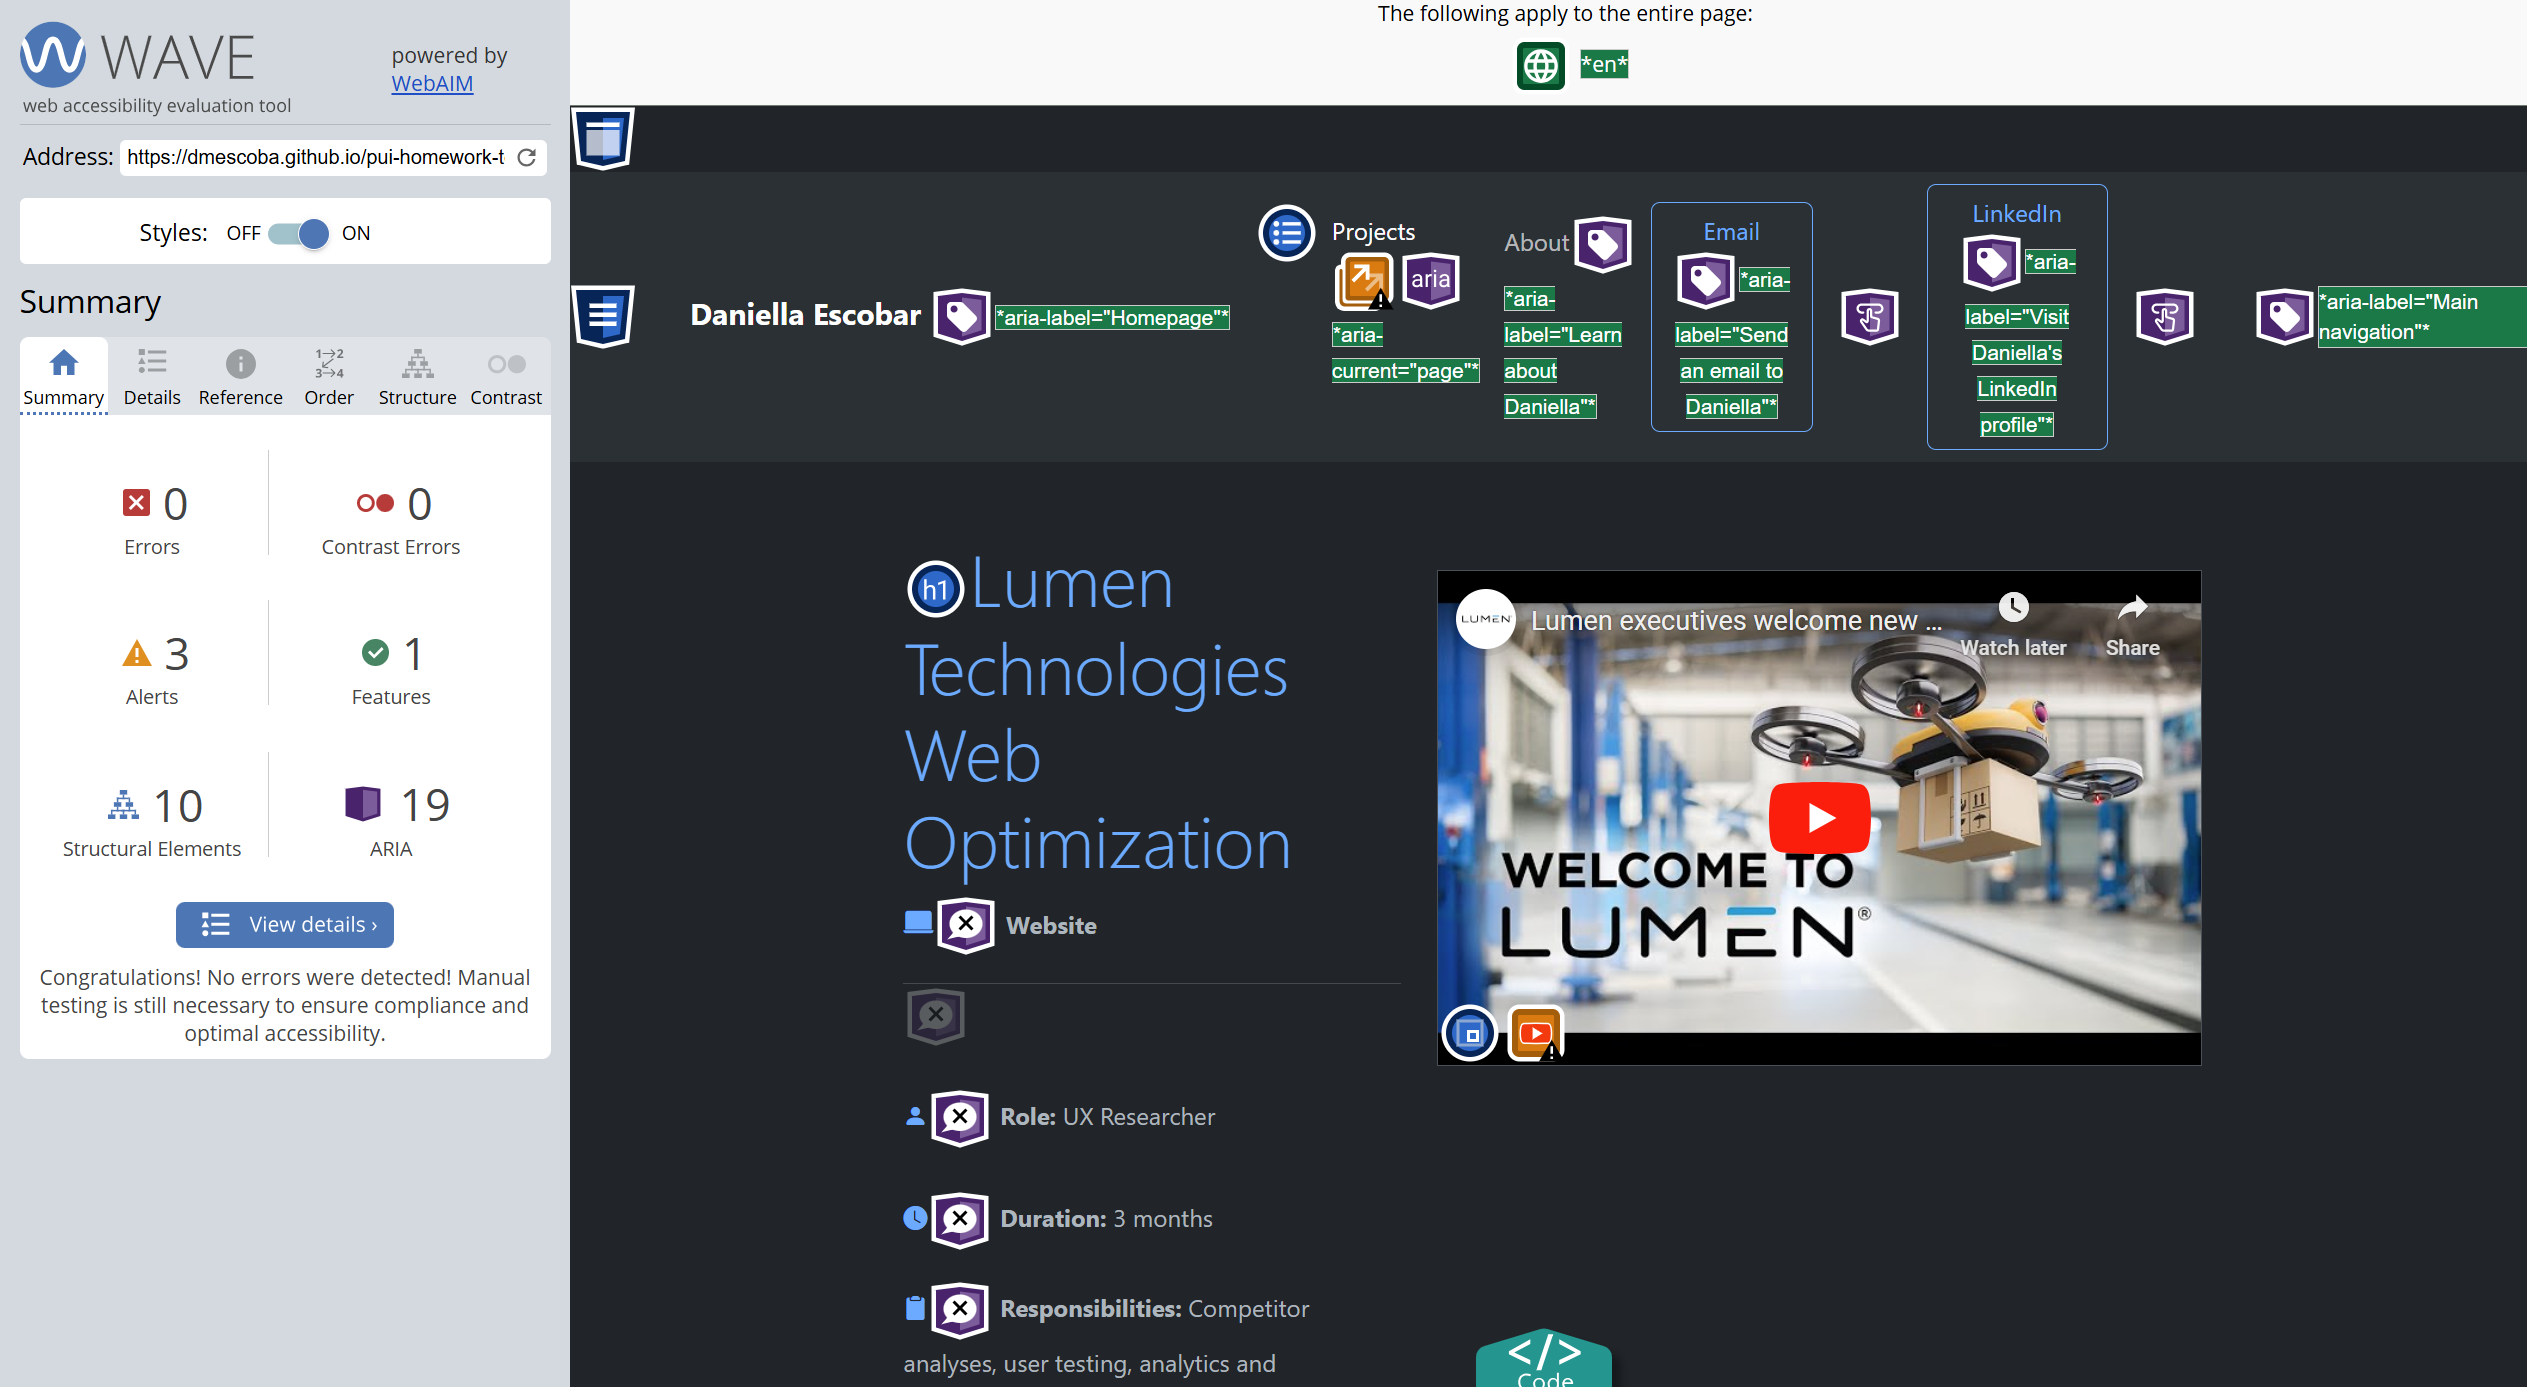 WAVE
powered by
WebAIM
web accessibility evaluation tool
Address: https://dmescoba.github.io/pui-homework-t
Styles: OFF ON
Summary
Summary Details Reference Order Structure Contrast
0
Errors
0
Contrast Errors
3
Alerts
1
Features
10
Structural Elements
19
ARIA
View details ›
Congratulations! No errors were detected! Manual
testing is still necessary to ensure compliance and
optimal accessibility.
The following apply to the entire page:
*en*
Daniella Escobar
*aria-label="Homepage"*
Projects
aria
*aria-
current="page"*
About
*aria-
label="Learn
about
Daniella"*
Email
*aria-
label="Send
an email to
Daniella"*
LinkedIn
*aria-
label="Visit
Daniella's
LinkedIn
profile"*
*aria-label="Main
navigation"*
h1
Lumen
Technologies
Web
Optimization
Website
Role: UX Researcher
Duration: 3 months
Responsibilities: Competitor
analyses, user testing, analytics and
LUMEN
Lumen executives welcome new ...
Watch later
Share
WELCOME TO
LUMEN®
</>
Code